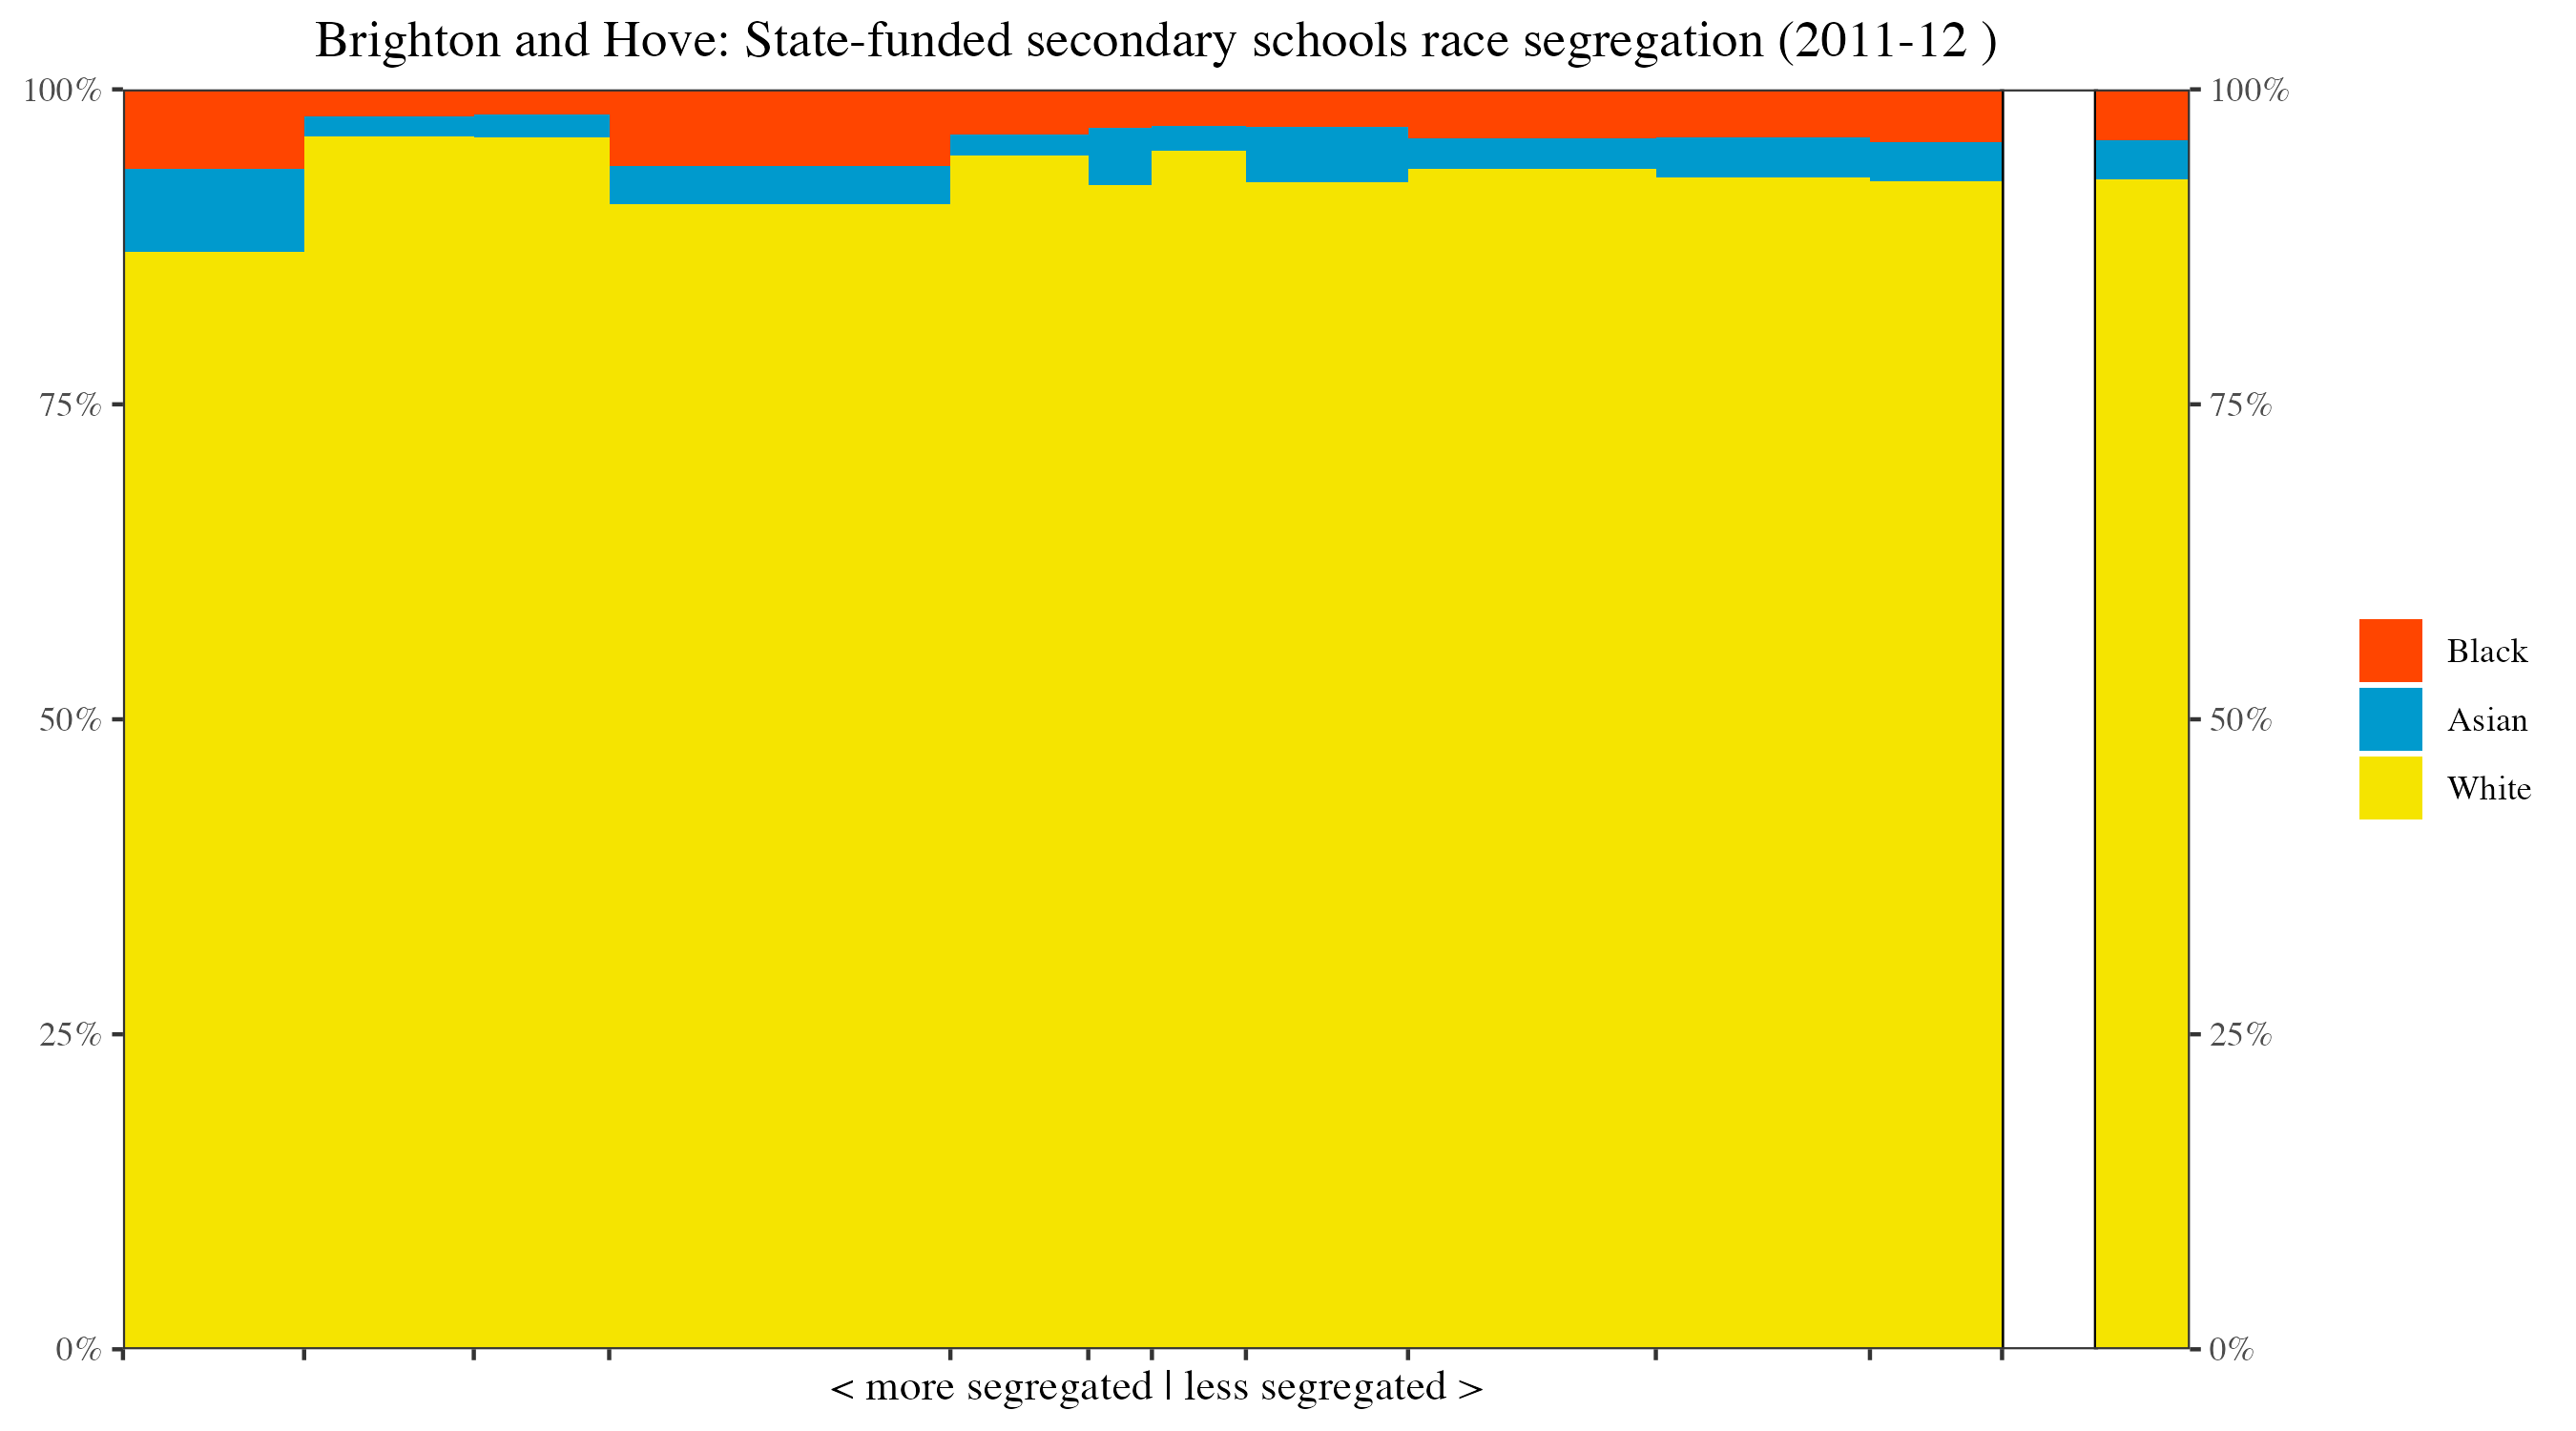 Brighton and Hove: State-funded secondary schools race segregation (2011-12 )
100%
75%
50%
25%
0%
100%
75%
50%
25%
0%
< more segregated | less segregated >
Black
Asian
White